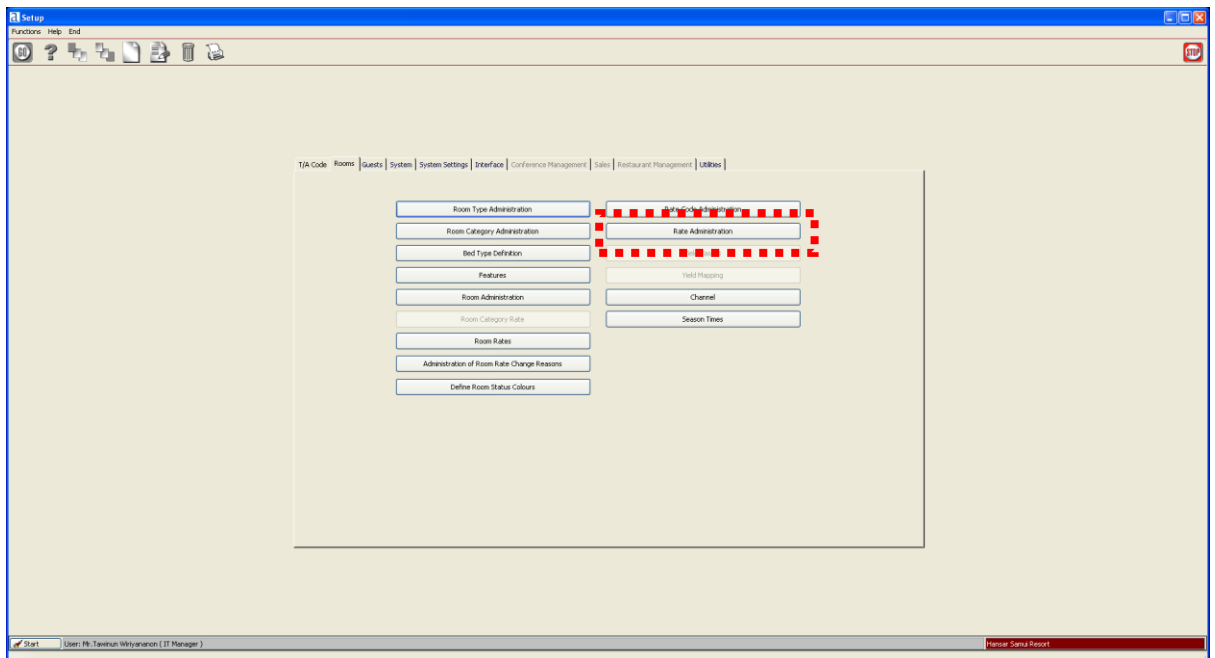 Setup
Functions Help End
GO ? STOP
T/A Code Rooms Guests System System Settings Interface Conference Management Sales Restaurant Management Utilities
Room Type Administration
Rate Code Administration
Room Category Administration
Rate Administration
Bed Type Definition
Features
Yield Mapping
Room Administration
Channel
Room Category Rate
Season Times
Room Rates
Administration of Room Rate Change Reasons
Define Room Status Colours
Start User: Mr.Tawinun Wiriyananon ( IT Manager ) Hansar Samui Resort